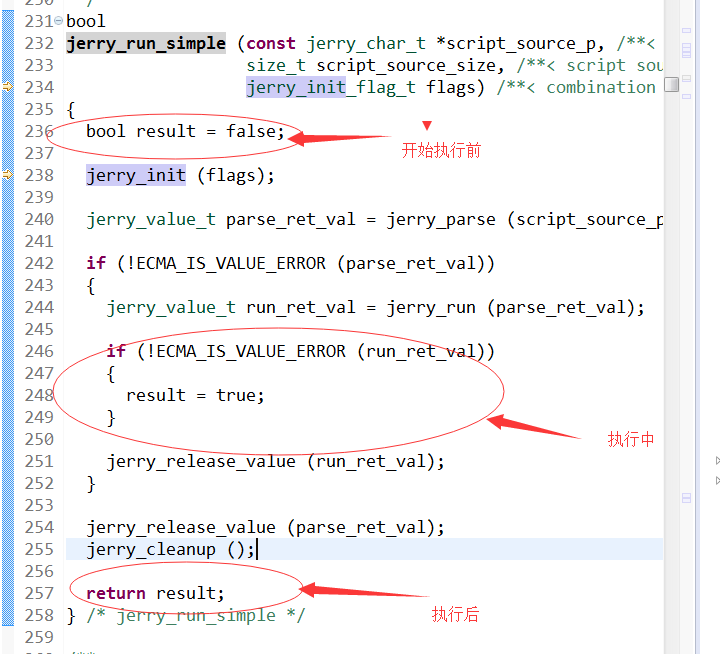 231 bool
232 jerry_run_simple (const jerry_char_t *script_source_p, /**<
233 size_t script_source_size, /**< script sou
234 jerry_init_flag_t flags) /**< combination
235 {
236 bool result = false;
开始执行前
237
238 jerry_init (flags);
239
240 jerry_value_t parse_ret_val = jerry_parse (script_source_p
241
242 if (!ECMA_IS_VALUE_ERROR (parse_ret_val))
243 {
244 jerry_value_t run_ret_val = jerry_run (parse_ret_val);
245
246 if (!ECMA_IS_VALUE_ERROR (run_ret_val))
247 {
248 result = true;
249 }
执行中
250
251 jerry_release_value (run_ret_val);
252 }
253
254 jerry_release_value (parse_ret_val);
255 jerry_cleanup ();
256
257 return result;
执行后
258 } /* jerry_run_simple */
259